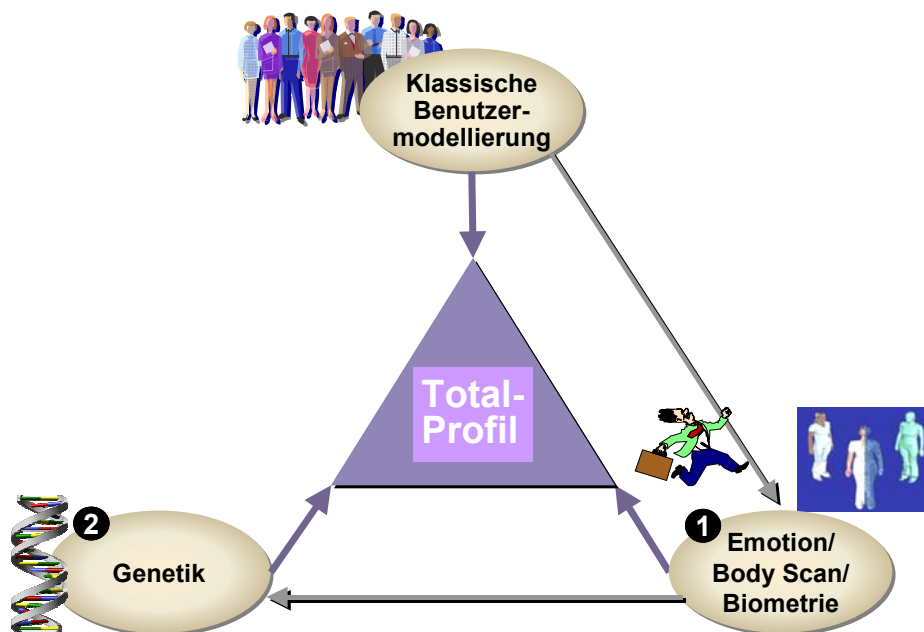 Klassische
Benutzer-
modellierung
Total-
Profil
2
Genetik
1
Emotion/
Body Scan/
Biometrie